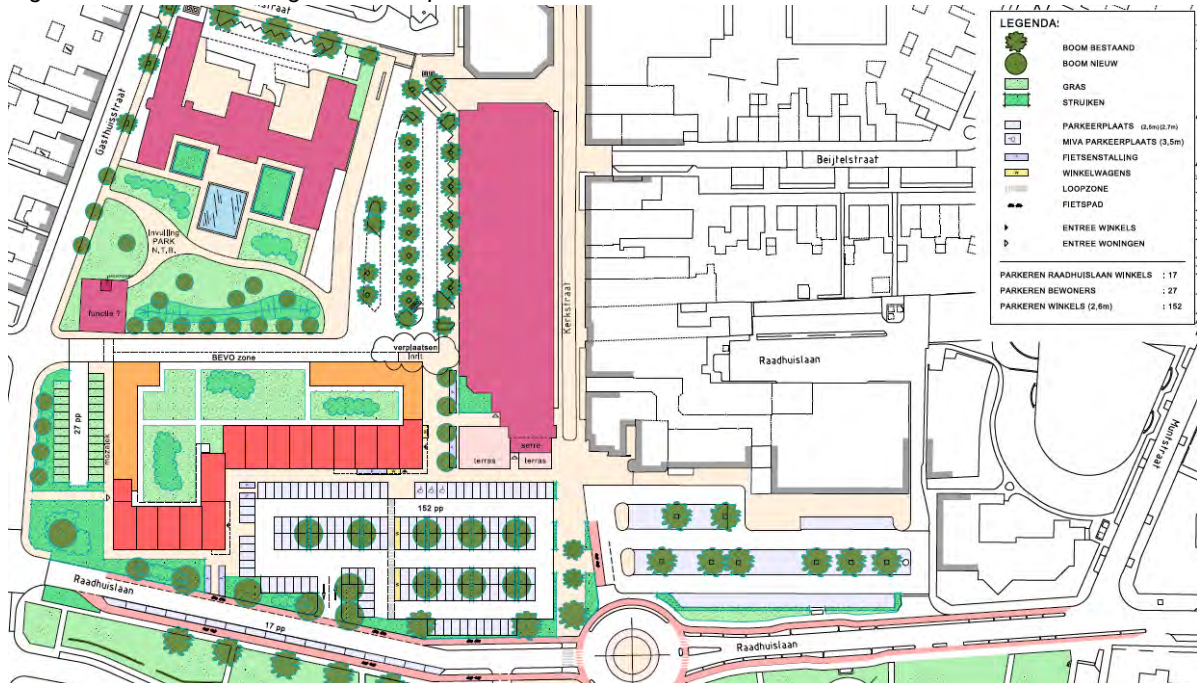 LEGENDA:
BOOM BESTAAND
BOOM NIEUW
GRAS
STRUIKEN
PARKEERPLAATS (2,6m)(2,7m)
MIVA PARKEERPLAATS (3,5m)
FIETSENSTALLING
WINKELWAGENS
LOOPZONE
FIETSPAD
ENTREE WINKELS
ENTREE WONINGEN
PARKEREN RAADHUISLAAN WINKELS : 17
PARKEREN BEWONERS : 27
PARKEREN WINKELS (2,6m) : 152
Gasthuisstraat
Beijtelstraat
Invulling
PARK
N.T.B.
functie ?
Kerkstraat
verplaatsen
Inrit
BEVO zone
Raadhuislaan
Muntstraat
27 pp
mozaiek
serre
terras
terras
152 pp
Raadhuislaan
17 pp
Raadhuislaan